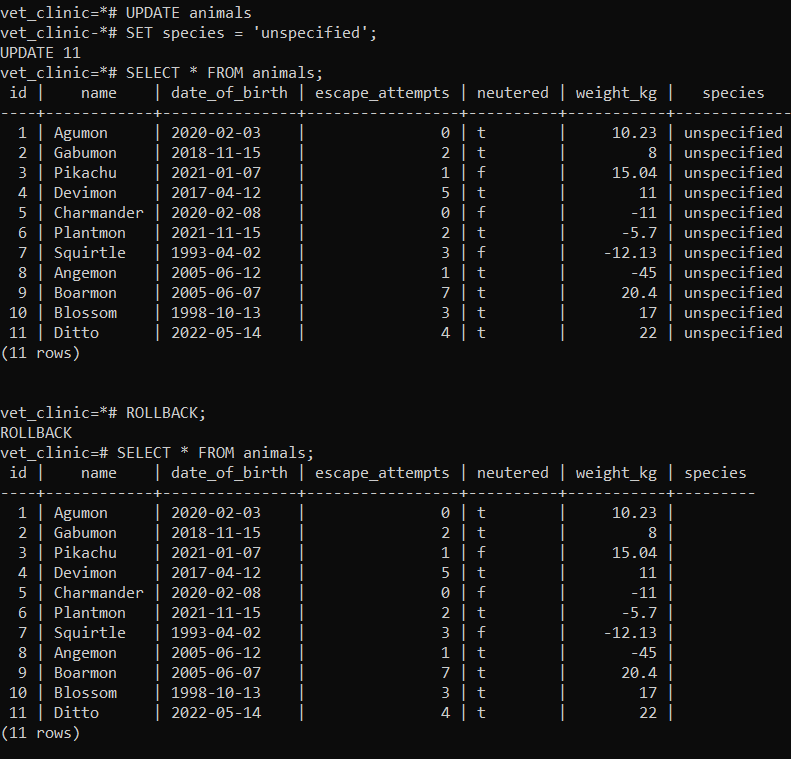 vet_clinic=*# UPDATE animals
vet_clinic-*# SET species = 'unspecified';
UPDATE 11
vet_clinic=*# SELECT * FROM animals;
 id |    name    | date_of_birth | escape_attempts | neutered | weight_kg |   species
----+------------+---------------+-----------------+----------+-----------+-------------
  1 | Agumon     | 2020-02-03    |               0 | t        |     10.23 | unspecified
  2 | Gabumon    | 2018-11-15    |               2 | t        |         8 | unspecified
  3 | Pikachu    | 2021-01-07    |               1 | f        |     15.04 | unspecified
  4 | Devimon    | 2017-04-12    |               5 | t        |        11 | unspecified
  5 | Charmander | 2020-02-08    |               0 | f        |       -11 | unspecified
  6 | Plantmon   | 2021-11-15    |               2 | t        |      -5.7 | unspecified
  7 | Squirtle   | 1993-04-02    |               3 | f        |    -12.13 | unspecified
  8 | Angemon    | 2005-06-12    |               1 | t        |       -45 | unspecified
  9 | Boarmon    | 2005-06-07    |               7 | t        |      20.4 | unspecified
 10 | Blossom    | 1998-10-13    |               3 | t        |        17 | unspecified
 11 | Ditto      | 2022-05-14    |               4 | t        |        22 | unspecified
(11 rows)
vet_clinic=*# ROLLBACK;
ROLLBACK
vet_clinic=# SELECT * FROM animals;
 id |    name    | date_of_birth | escape_attempts | neutered | weight_kg | species
----+------------+---------------+-----------------+----------+-----------+---------
  1 | Agumon     | 2020-02-03    |               0 | t        |     10.23 |
  2 | Gabumon    | 2018-11-15    |               2 | t        |         8 |
  3 | Pikachu    | 2021-01-07    |               1 | f        |     15.04 |
  4 | Devimon    | 2017-04-12    |               5 | t        |        11 |
  5 | Charmander | 2020-02-08    |               0 | f        |       -11 |
  6 | Plantmon   | 2021-11-15    |               2 | t        |      -5.7 |
  7 | Squirtle   | 1993-04-02    |               3 | f        |    -12.13 |
  8 | Angemon    | 2005-06-12    |               1 | t        |       -45 |
  9 | Boarmon    | 2005-06-07    |               7 | t        |      20.4 |
 10 | Blossom    | 1998-10-13    |               3 | t        |        17 |
 11 | Ditto      | 2022-05-14    |               4 | t        |        22 |
(11 rows)